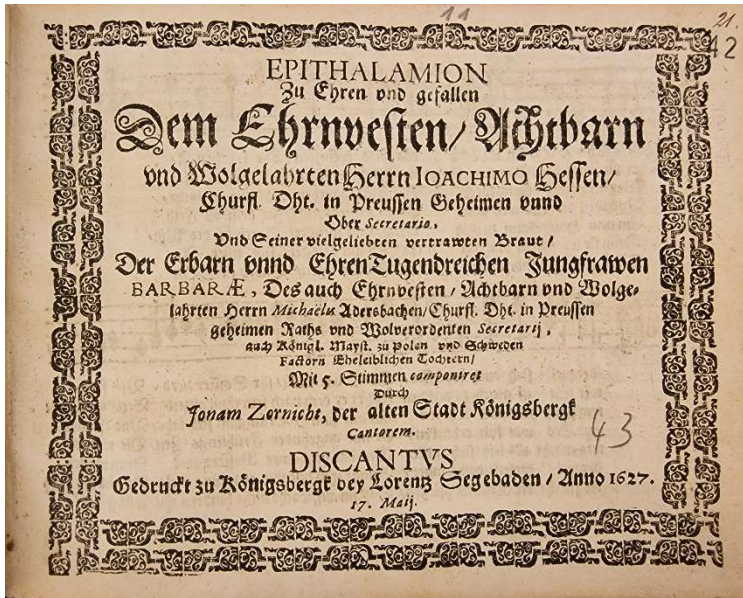 11
21.
42
EPITHALAMION
Zu Ehren vnd gefallen
Dem Ehrnvesten/ Achtbarn
vnd Wolgelahrten Herrn IOACHIMO Hessen/
Churfl. Dht. in Preussen Geheimen vnnd
Ober Secretario,
Vnd Seiner vielgeliebten vertrawten Braut/
Der Erbarn vnnd EhrenTugendreichen Jungfrawen
BARBARÆ, Des auch Ehrnvesten/ Achtbarn vnd Wolge-
lahrten Herrn Michaëlis Adersbachen/ Churfl. Dht. in Preussen
geheimen Raths vnd Wolverordenten Secretarij,
auch Königl. Mayst. zu Polen vnd Schweden
Factorn Eheleiblichen Tochtern/
Mit 5. Stimmen componiret
Durch
Jonam Zornicht, der alten Stadt Königsbergk
Cantorem.
43
DISCANTVS
Gedruckt zu Königsbergk bey Lorentz Segebaden/ Anno 1627.
17. Maij.